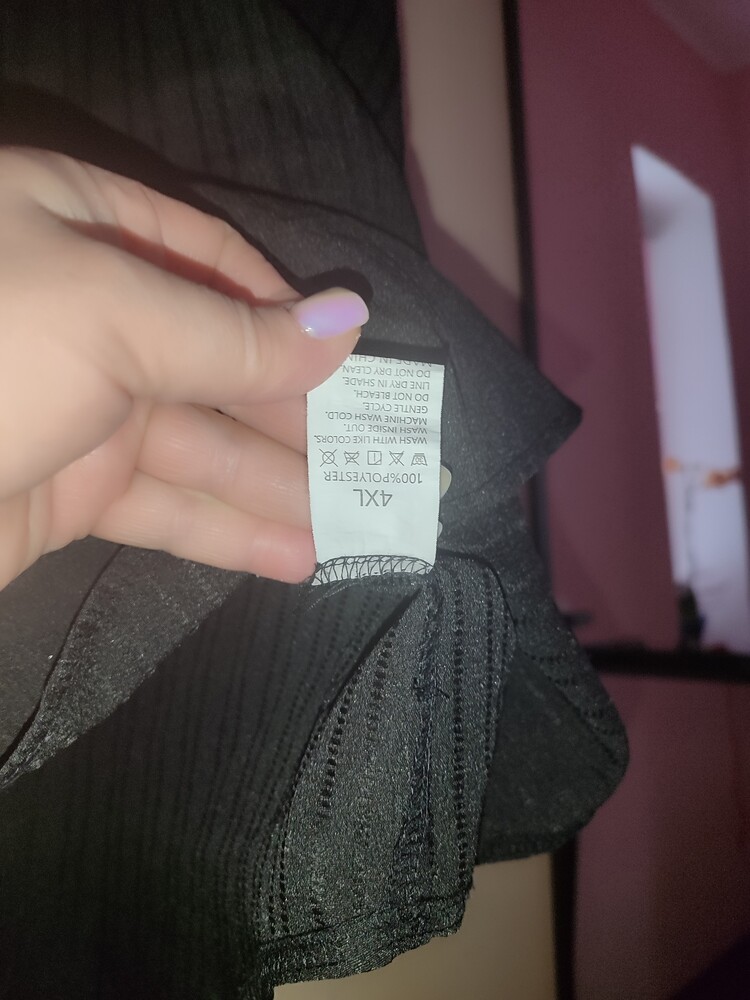 4XL
100%POLYESTER
WASH WITH LIKE COLORS.
WASH INSIDE OUT.
MACHINE WASH COLD.
GENTLE CYCLE.
DO NOT BLEACH.
LINE DRY IN SHADE.
DO NOT DRY CLEAN.
MADE IN